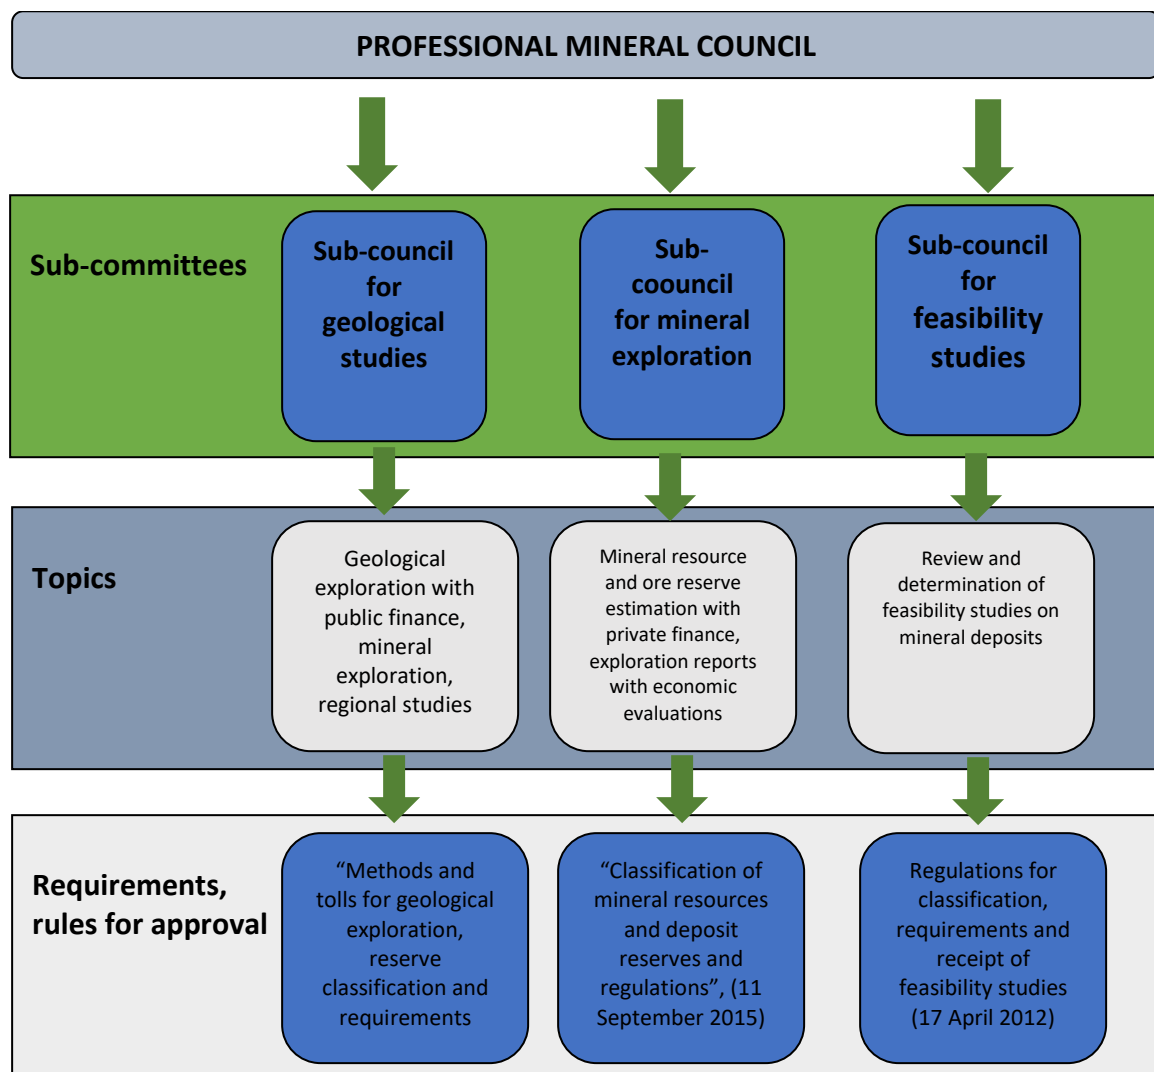 PROFESSIONAL MINERAL COUNCIL
Sub-committees
Sub-council
for
geological
studies
Sub-
coouncil
for mineral
exploration
Sub-council
for
feasibility
studies
Topics
Geological
exploration with
public finance,
mineral
exploration,
regional studies
Mineral resource
and ore reserve
estimation with
private finance,
exploration reports
with economic
evaluations
Review and
determination of
feasibility studies on
mineral deposits
Requirements,
rules for approval
“Methods and
tolls for geological
exploration,
reserve
classification and
requirements
“Classification of
mineral resources
and deposit
reserves and
regulations”, (11
September 2015)
Regulations for
classification,
requirements and
receipt of
feasibility studies
(17 April 2012)